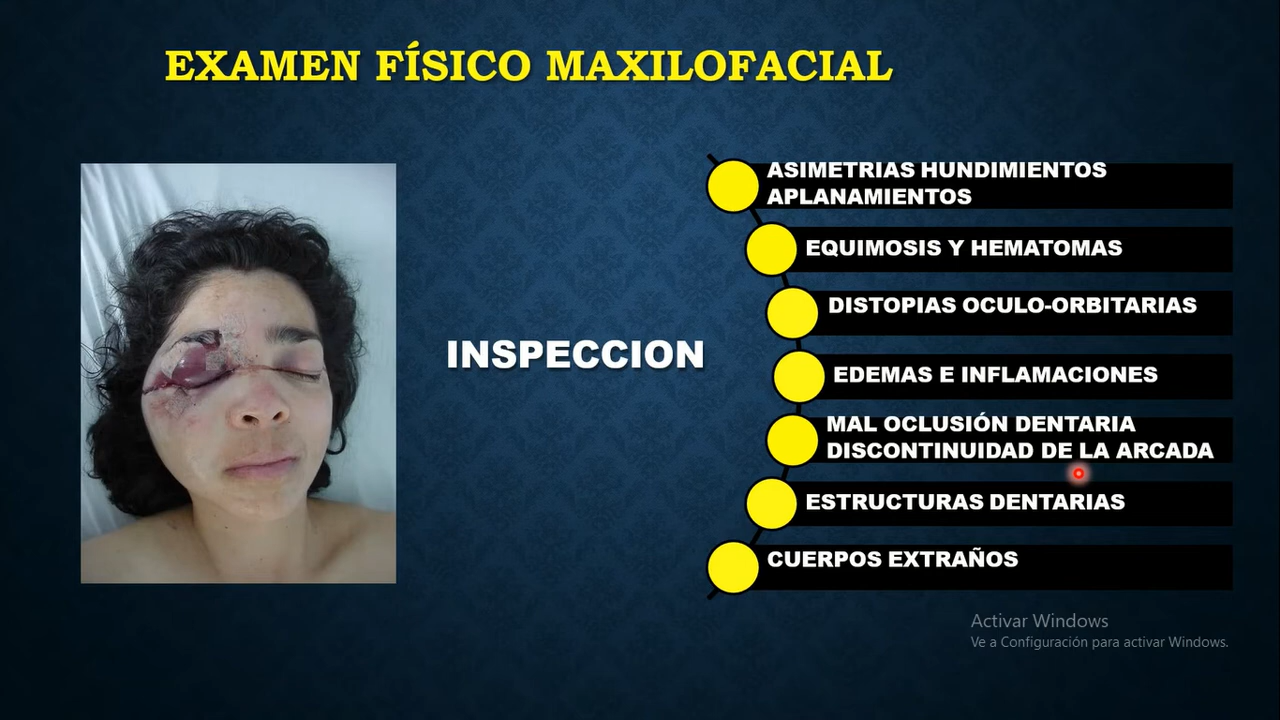 EXAMEN FÍSICO MAXILOFACIAL
INSPECCION
ASIMETRIAS HUNDIMIENTOS
APLANAMIENTOS
EQUIMOSIS Y HEMATOMAS
DISTOPIAS OCULO-ORBITARIAS
EDEMAS E INFLAMACIONES
MAL OCLUSIÓN DENTARIA
DISCONTINUIDAD DE LA ARCADA
ESTRUCTURAS DENTARIAS
CUERPOS EXTRAÑOS
Activar Windows
Ve a Configuración para activar Windows.